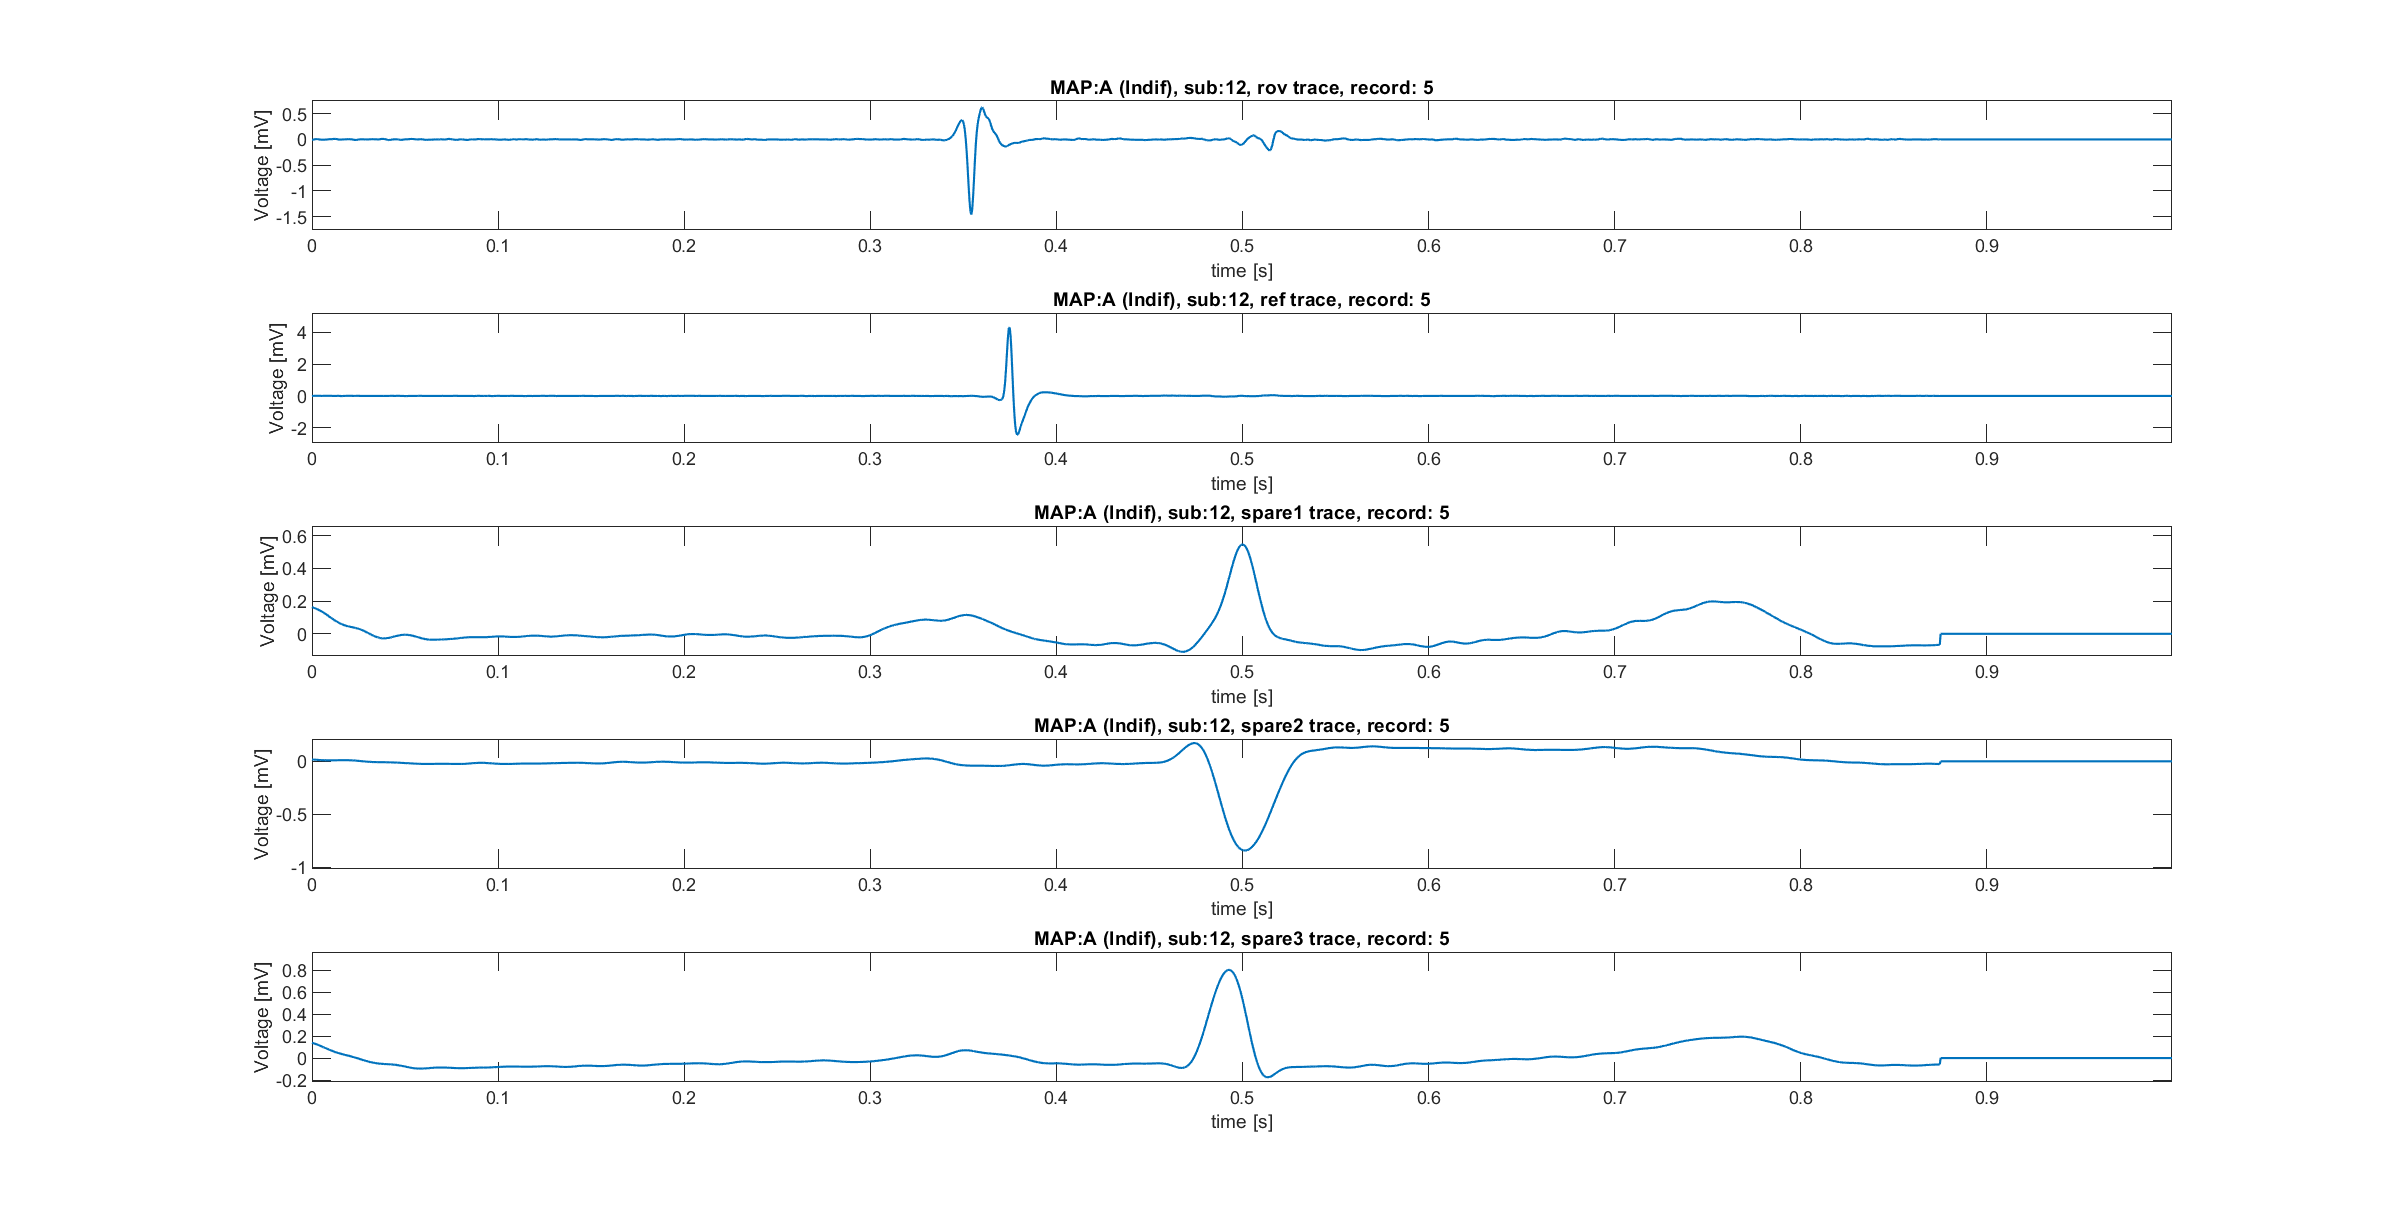 MAP:A (Indif), sub:12, rov trace, record: 5
Voltage [mV]
0.5
0
-0.5
-1
-1.5
0 0.1 0.2 0.3 0.4 0.5 0.6 0.7 0.8 0.9
time [s]
MAP:A (Indif), sub:12, ref trace, record: 5
Voltage [mV]
4
2
0
-2
0 0.1 0.2 0.3 0.4 0.5 0.6 0.7 0.8 0.9
time [s]
MAP:A (Indif), sub:12, spare1 trace, record: 5
Voltage [mV]
0.6
0.4
0.2
0
0 0.1 0.2 0.3 0.4 0.5 0.6 0.7 0.8 0.9
time [s]
MAP:A (Indif), sub:12, spare2 trace, record: 5
Voltage [mV]
0
-0.5
-1
0 0.1 0.2 0.3 0.4 0.5 0.6 0.7 0.8 0.9
time [s]
MAP:A (Indif), sub:12, spare3 trace, record: 5
Voltage [mV]
0.8
0.6
0.4
0.2
0
-0.2
0 0.1 0.2 0.3 0.4 0.5 0.6 0.7 0.8 0.9
time [s]